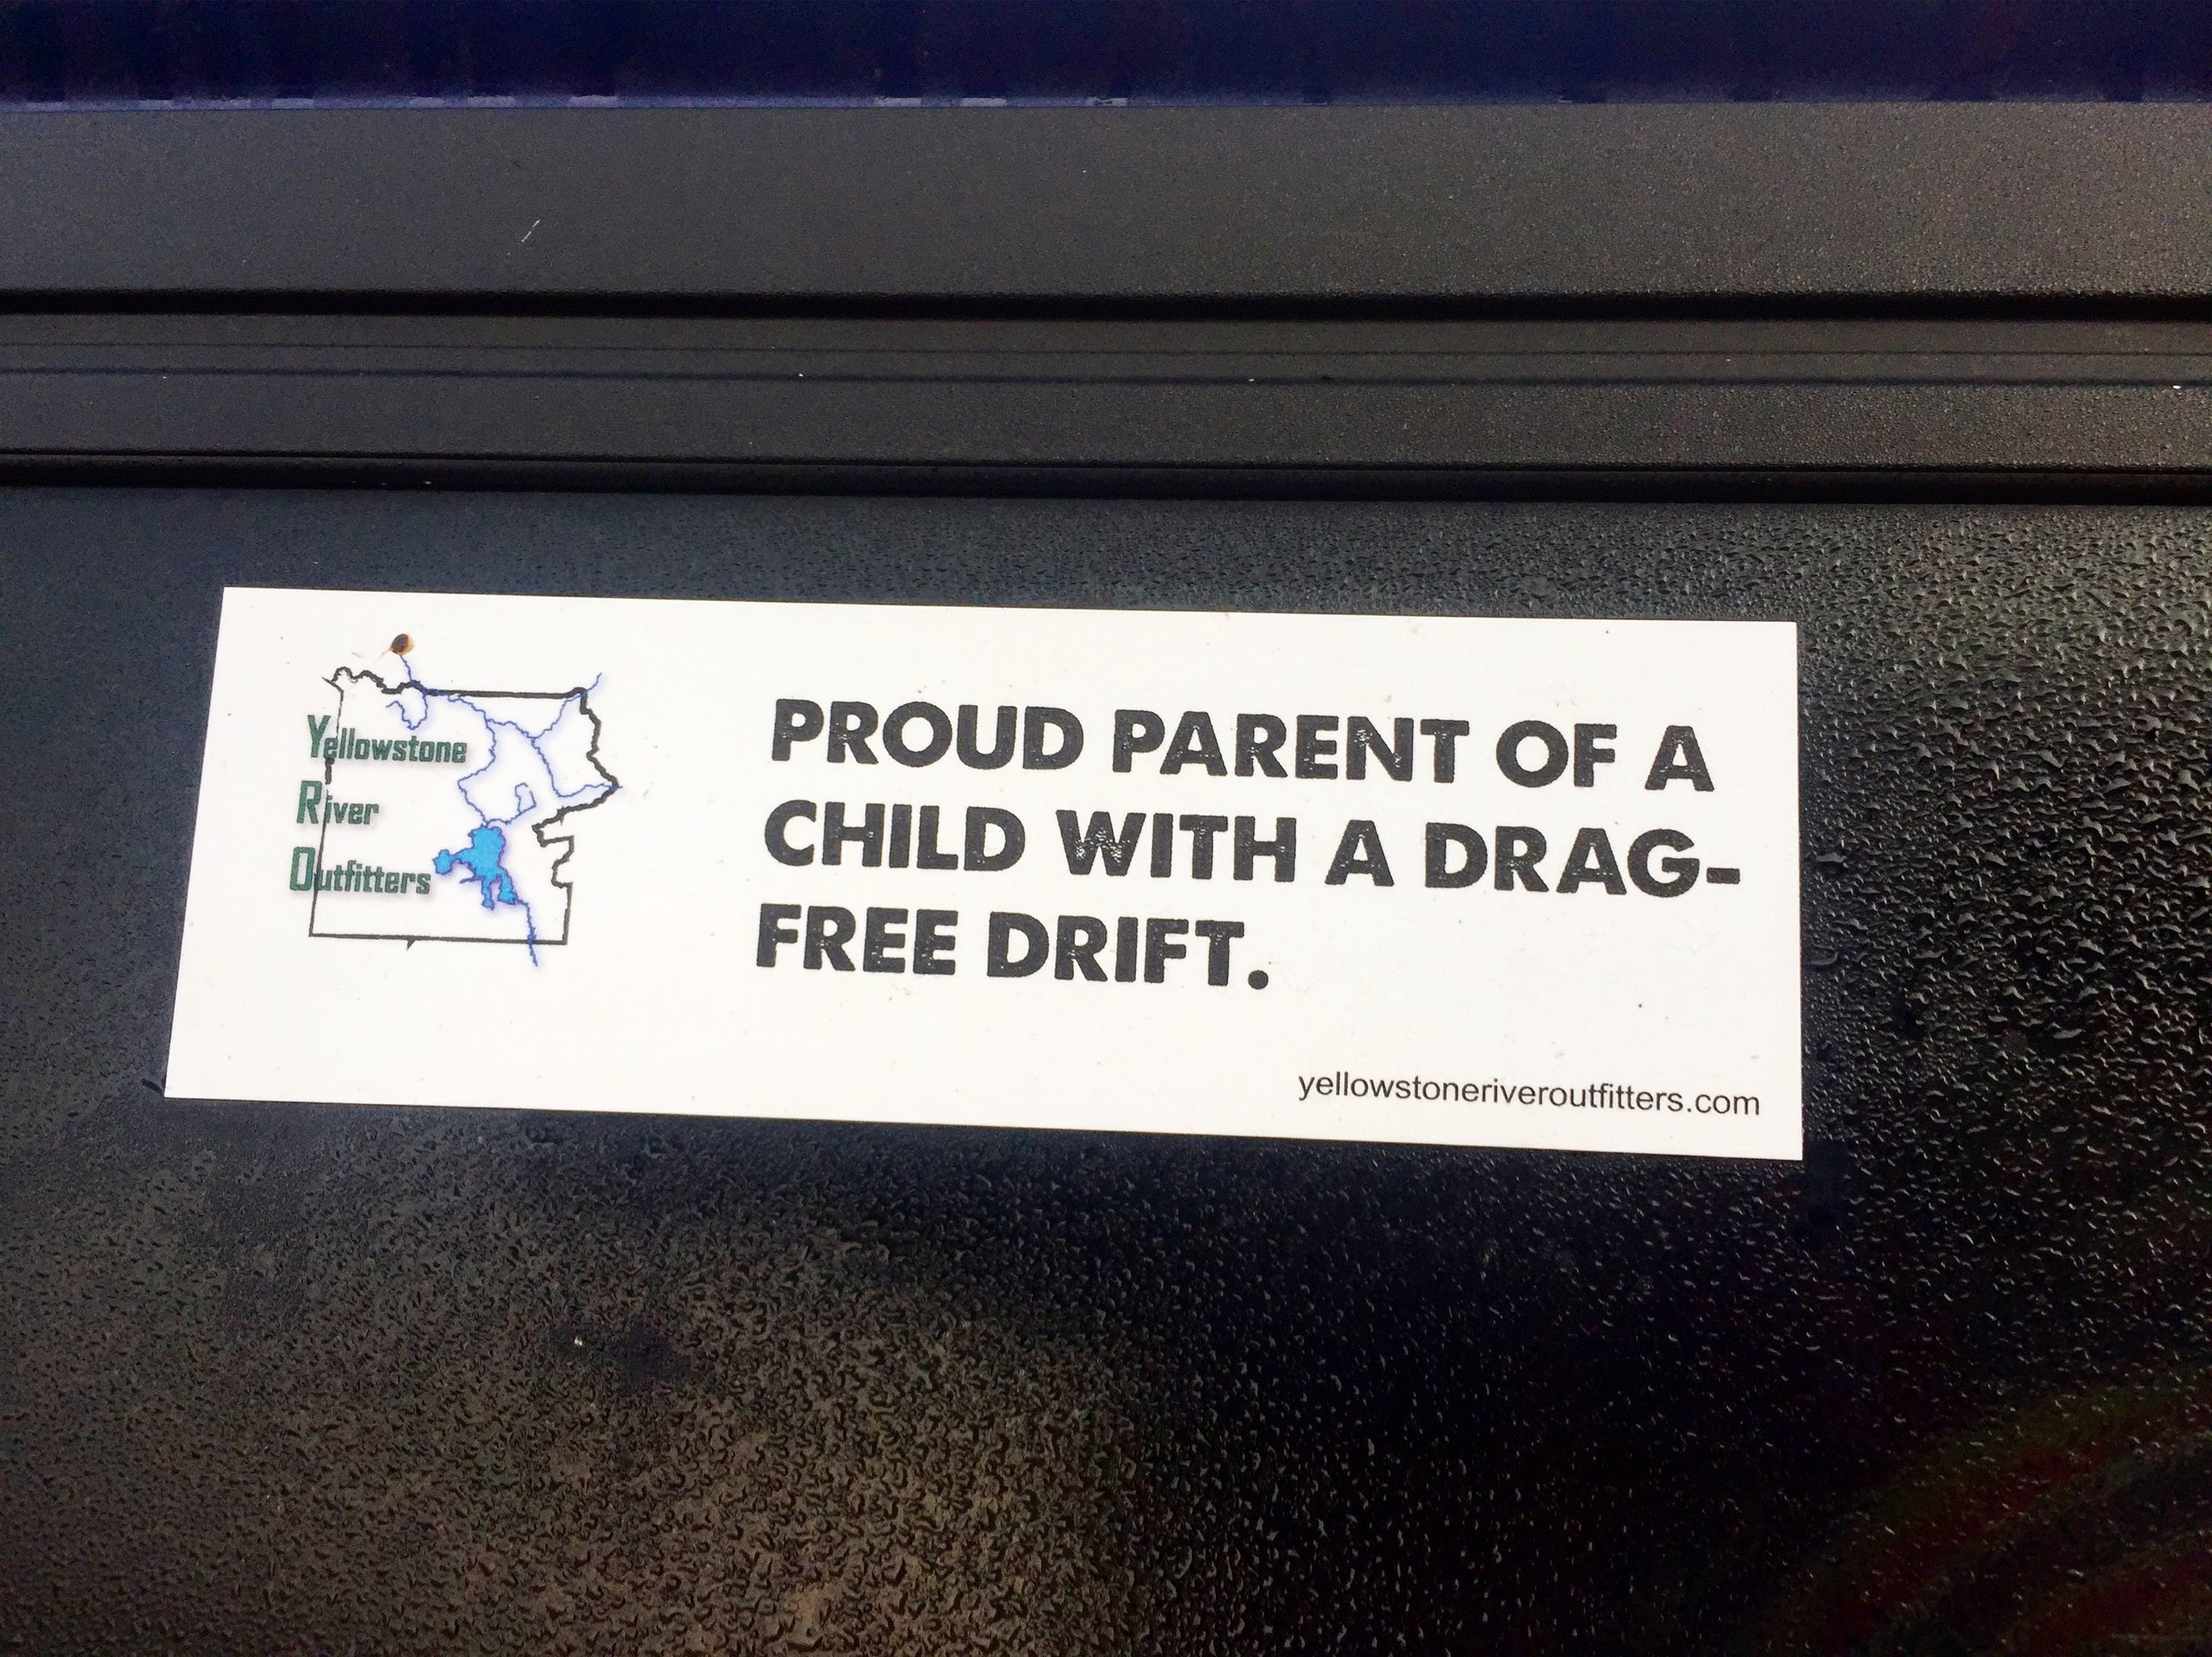 Yellowstone
River
Outfitters
PROUD PARENT OF A
CHILD WITH A DRAG-
FREE DRIFT.
yellowstoneriveroutfitters.com